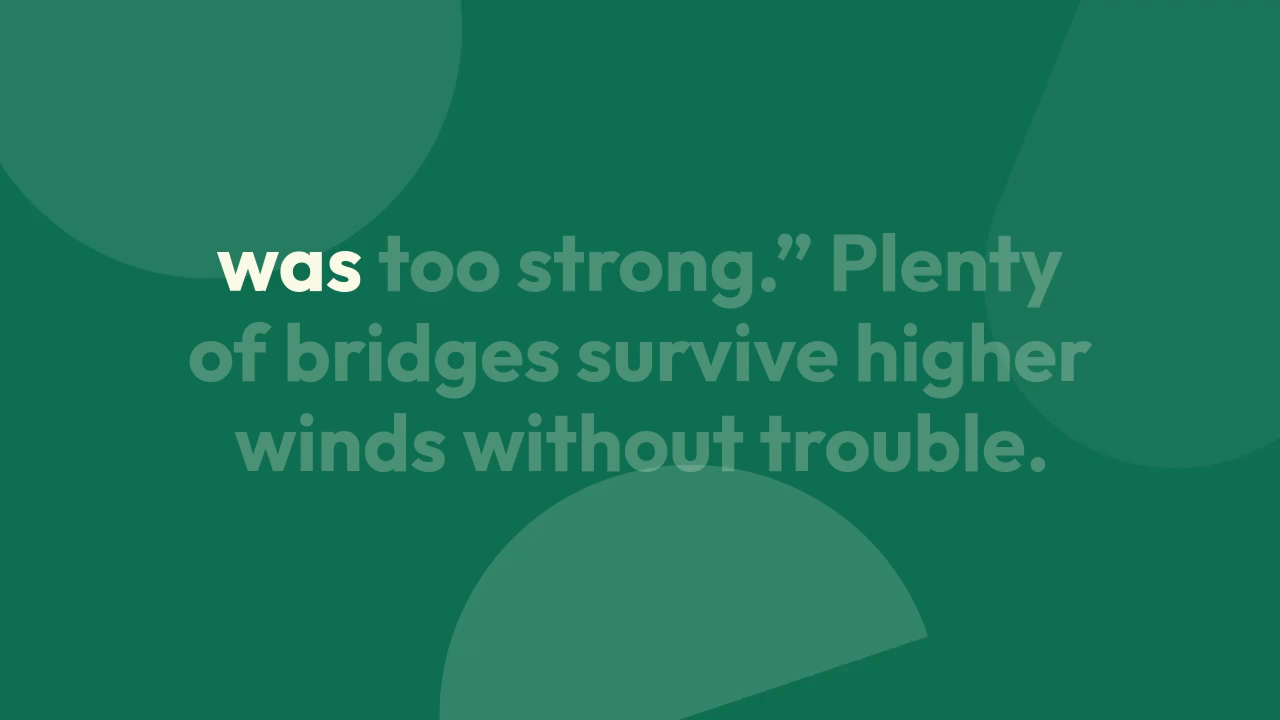 was too strong.” Plenty
of bridges survive higher
winds without trouble.